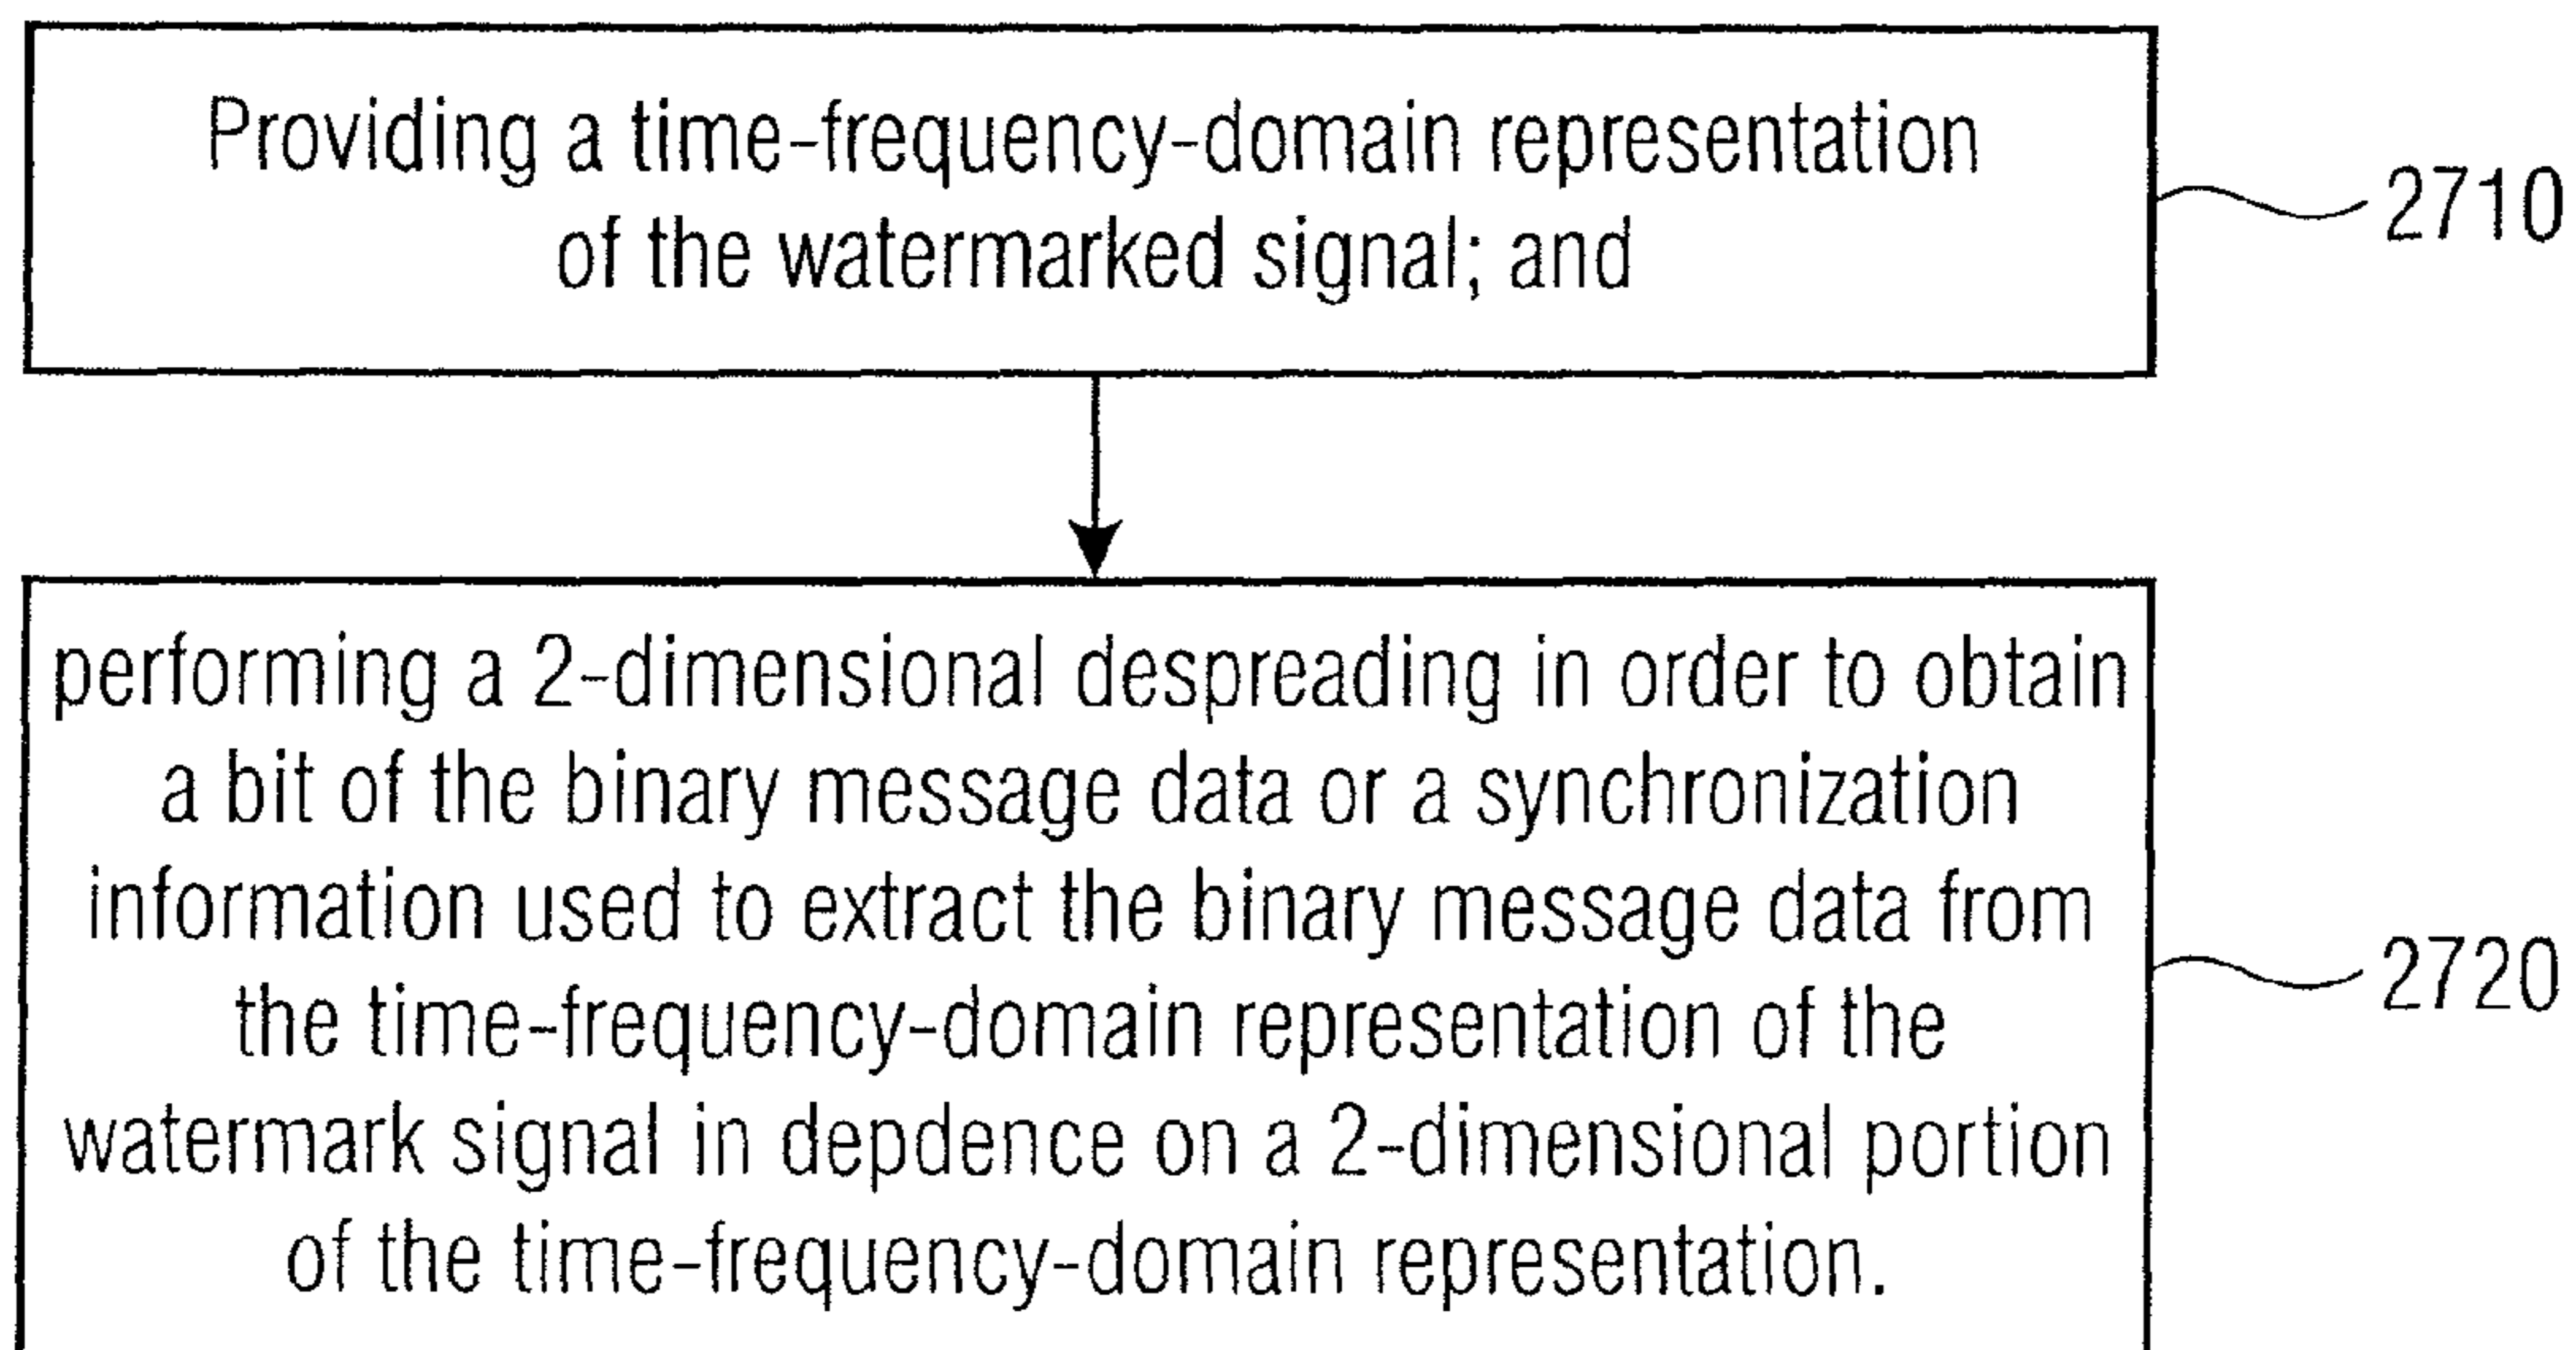 Providing a time-frequency-domain representation
of the watermarked signal; and
2710
performing a 2-dimensional despreading in order to obtain
a bit of the binary message data or a synchronization
information used to extract the binary message data from
the time-frequency-domain representation of the
watermark signal in depdence on a 2-dimensional portion
of the time-frequency-domain representation.
2720